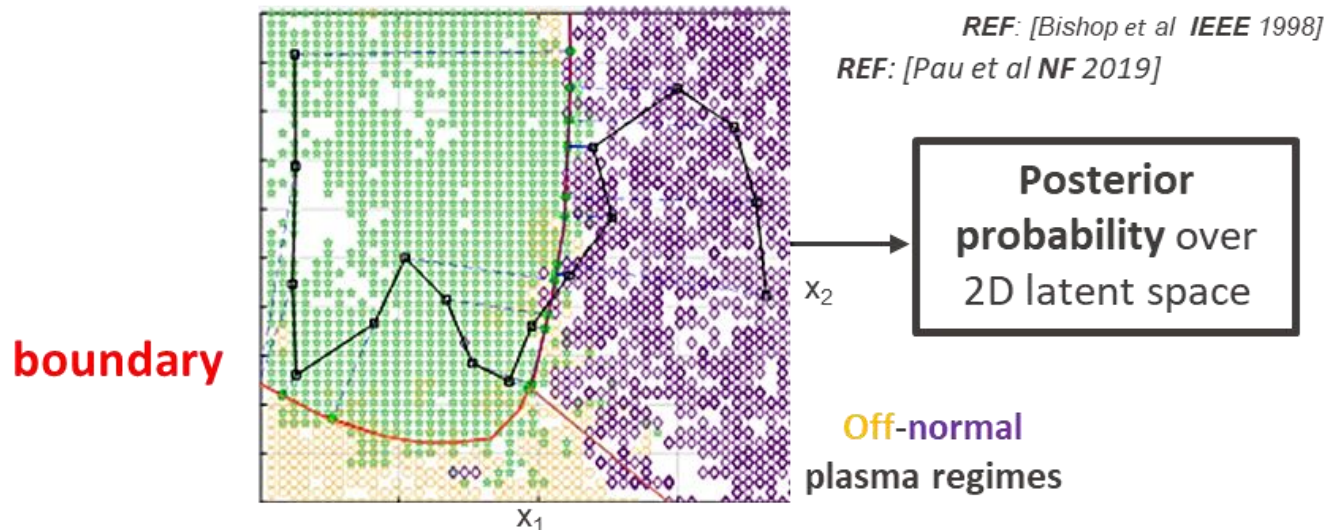 REF: [Bishop et al IEEE 1998]
REF: [Pau et al NF 2019]
Posterior
probability over
2D latent space
x₂
boundary
Off-normal
plasma regimes
x₁